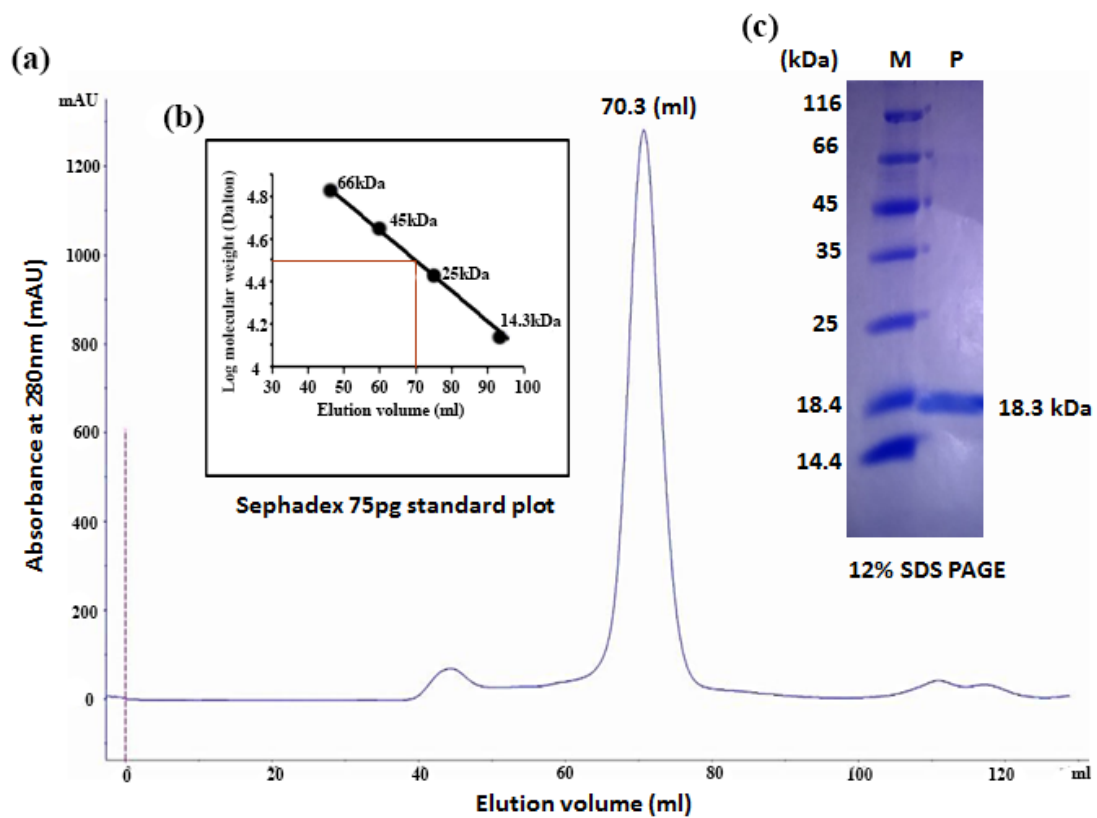 (a)
mAU
1200
1000
800
600
400
200
0
Absorbance at 280nm (mAU)
0
20
40
60
80
100
120
ml
Elution volume (ml)
70.3 (ml)
(b)
Log molecular weight (Dalton)
4.8
4.6
4.4
4.2
4
66kDa
45kDa
25kDa
14.3kDa
30 40 50 60 70 80 90 100
Elution volume (ml)
Sephadex 75pg standard plot
(c)
(kDa) M P
116
66
45
35
25
18.4
18.3 kDa
14.4
12% SDS PAGE